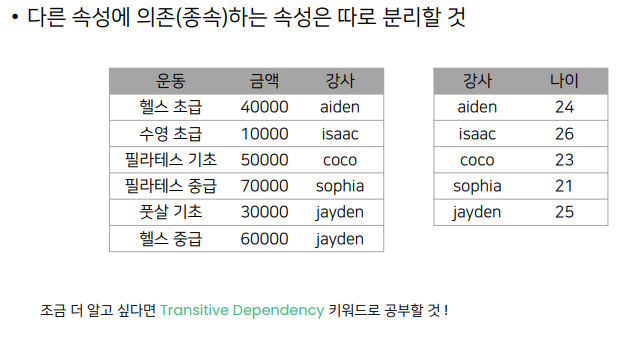 • 다른 속성에 의존(종속)하는 속성은 따로 분리할 것
운동 금액 강사
헬스 초급 40000 aiden
수영 초급 10000 isaac
필라테스 기초 50000 coco
필라테스 중급 70000 sophia
풋살 기초 30000 jayden
헬스 중급 60000 jayden
강사 나이
aiden 24
isaac 26
coco 23
sophia 21
jayden 25
조금 더 알고 싶다면 Transitive Dependency 키워드로 공부할 것 !